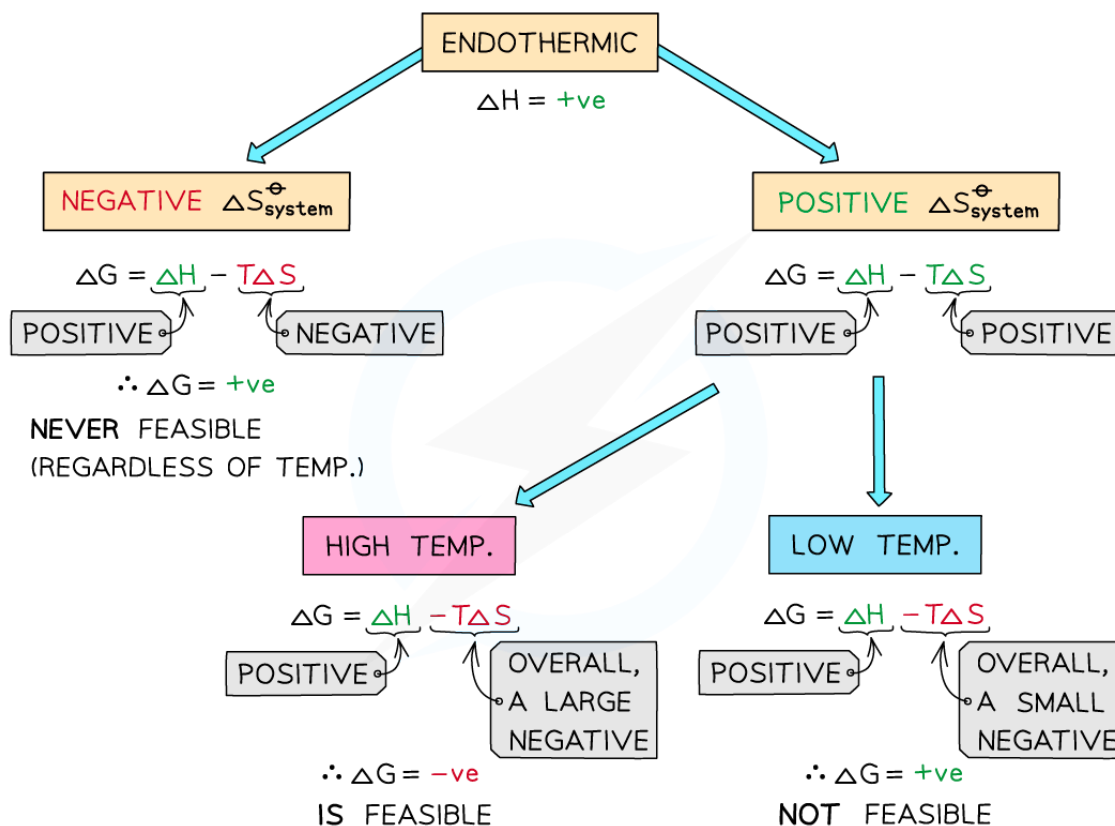 ENDOTHERMIC
△H = +ve
NEGATIVE △S⦵system
△G = △H − T△S
POSITIVE
NEGATIVE
∴ △G = +ve
NEVER FEASIBLE
(REGARDLESS OF TEMP.)
POSITIVE △S⦵system
△G = △H − T△S
POSITIVE
POSITIVE
HIGH TEMP.
△G = △H −T△S
POSITIVE
OVERALL,
A LARGE
NEGATIVE
∴ △G = −ve
IS FEASIBLE
LOW TEMP.
△G = △H −T△S
POSITIVE
OVERALL,
A SMALL
NEGATIVE
∴ △G = +ve
NOT FEASIBLE